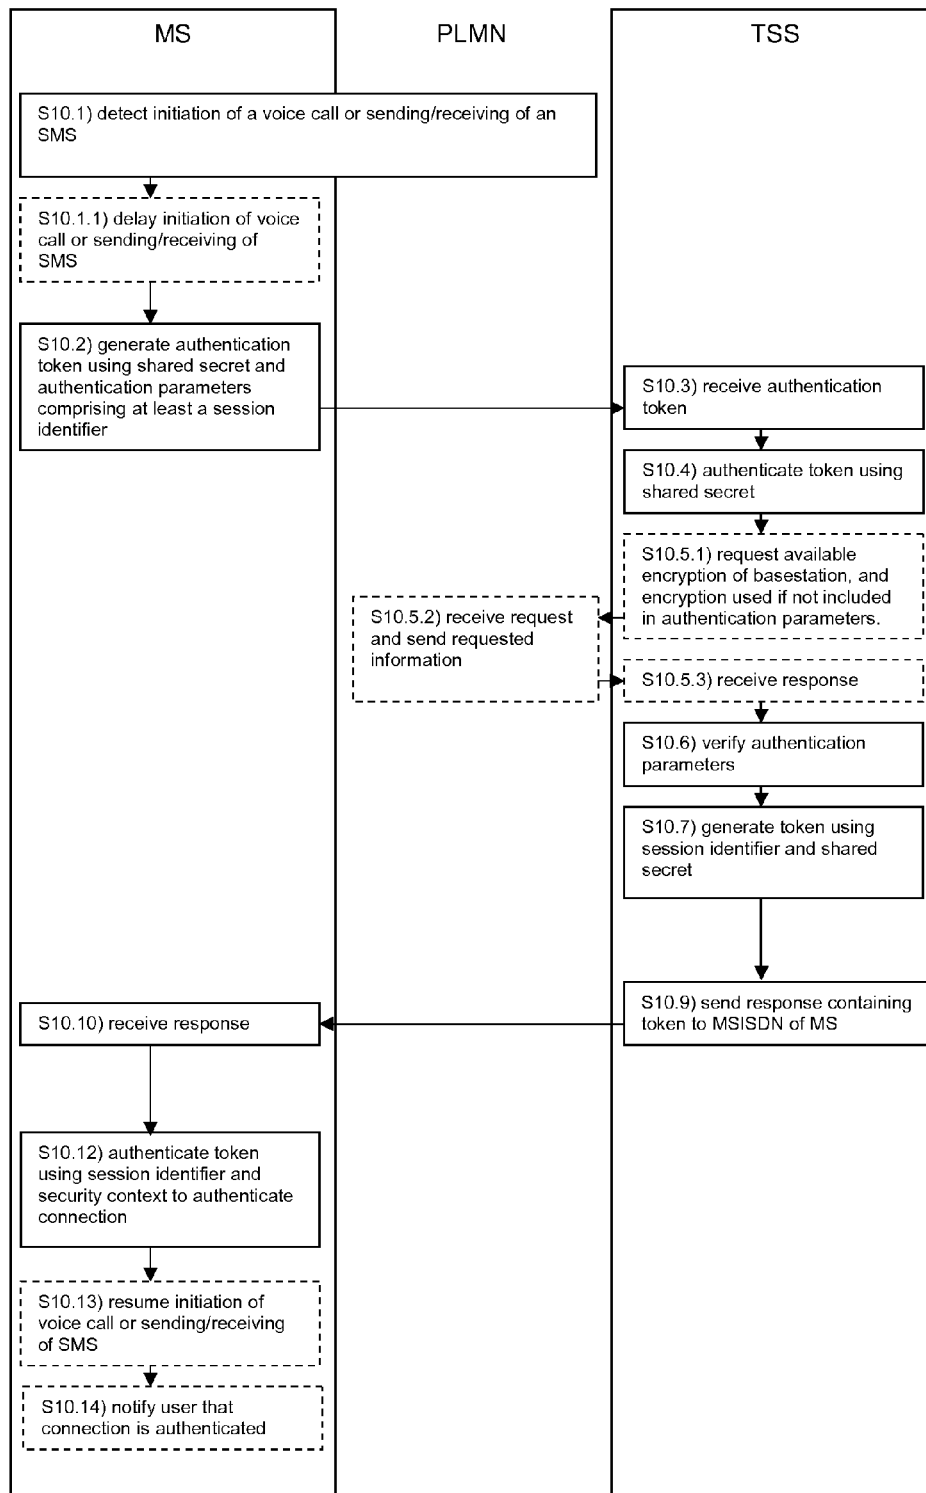 MS
PLMN
TSS
S10.1) detect initiation of a voice call or sending/receiving of an
SMS
S10.1.1) delay initiation of voice
call or sending/receiving of
SMS
S10.2) generate authentication
token using shared secret and
authentication parameters
comprising at least a session
identifier
S10.3) receive authentication
token
S10.4) authenticate token using
shared secret
S10.5.1) request available
encryption of basestation, and
encryption used if not included
in authentication parameters.
S10.5.2) receive request
and send requested
information
S10.5.3) receive response
S10.6) verify authentication
parameters
S10.7) generate token using
session identifier and shared
secret
S10.9) send response containing
token to MSISDN of MS
S10.10) receive response
S10.12) authenticate token
using session identifier and
security context to authenticate
connection
S10.13) resume initiation of
voice call or sending/receiving
of SMS
S10.14) notify user that
connection is authenticated